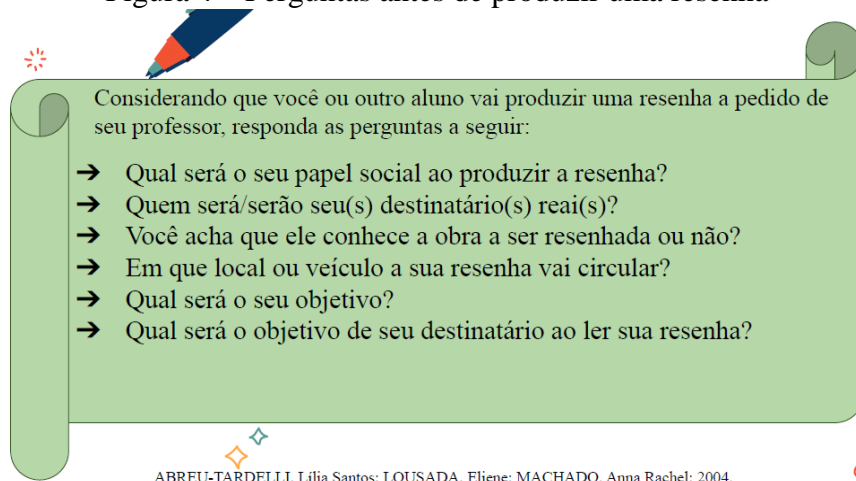 Considerando que você ou outro aluno vai produzir uma resenha a pedido de
seu professor, responda as perguntas a seguir:
➔ Qual será o seu papel social ao produzir a resenha?
➔ Quem será/serão seu(s) destinatário(s) reai(s)?
➔ Você acha que ele conhece a obra a ser resenhada ou não?
➔ Em que local ou veículo a sua resenha vai circular?
➔ Qual será o seu objetivo?
➔ Qual será o objetivo de seu destinatário ao ler sua resenha?
ABREU-TARDELLI, Lília Santos; LOUSADA, Eliene; MACHADO, Anna Rachel; 2004.